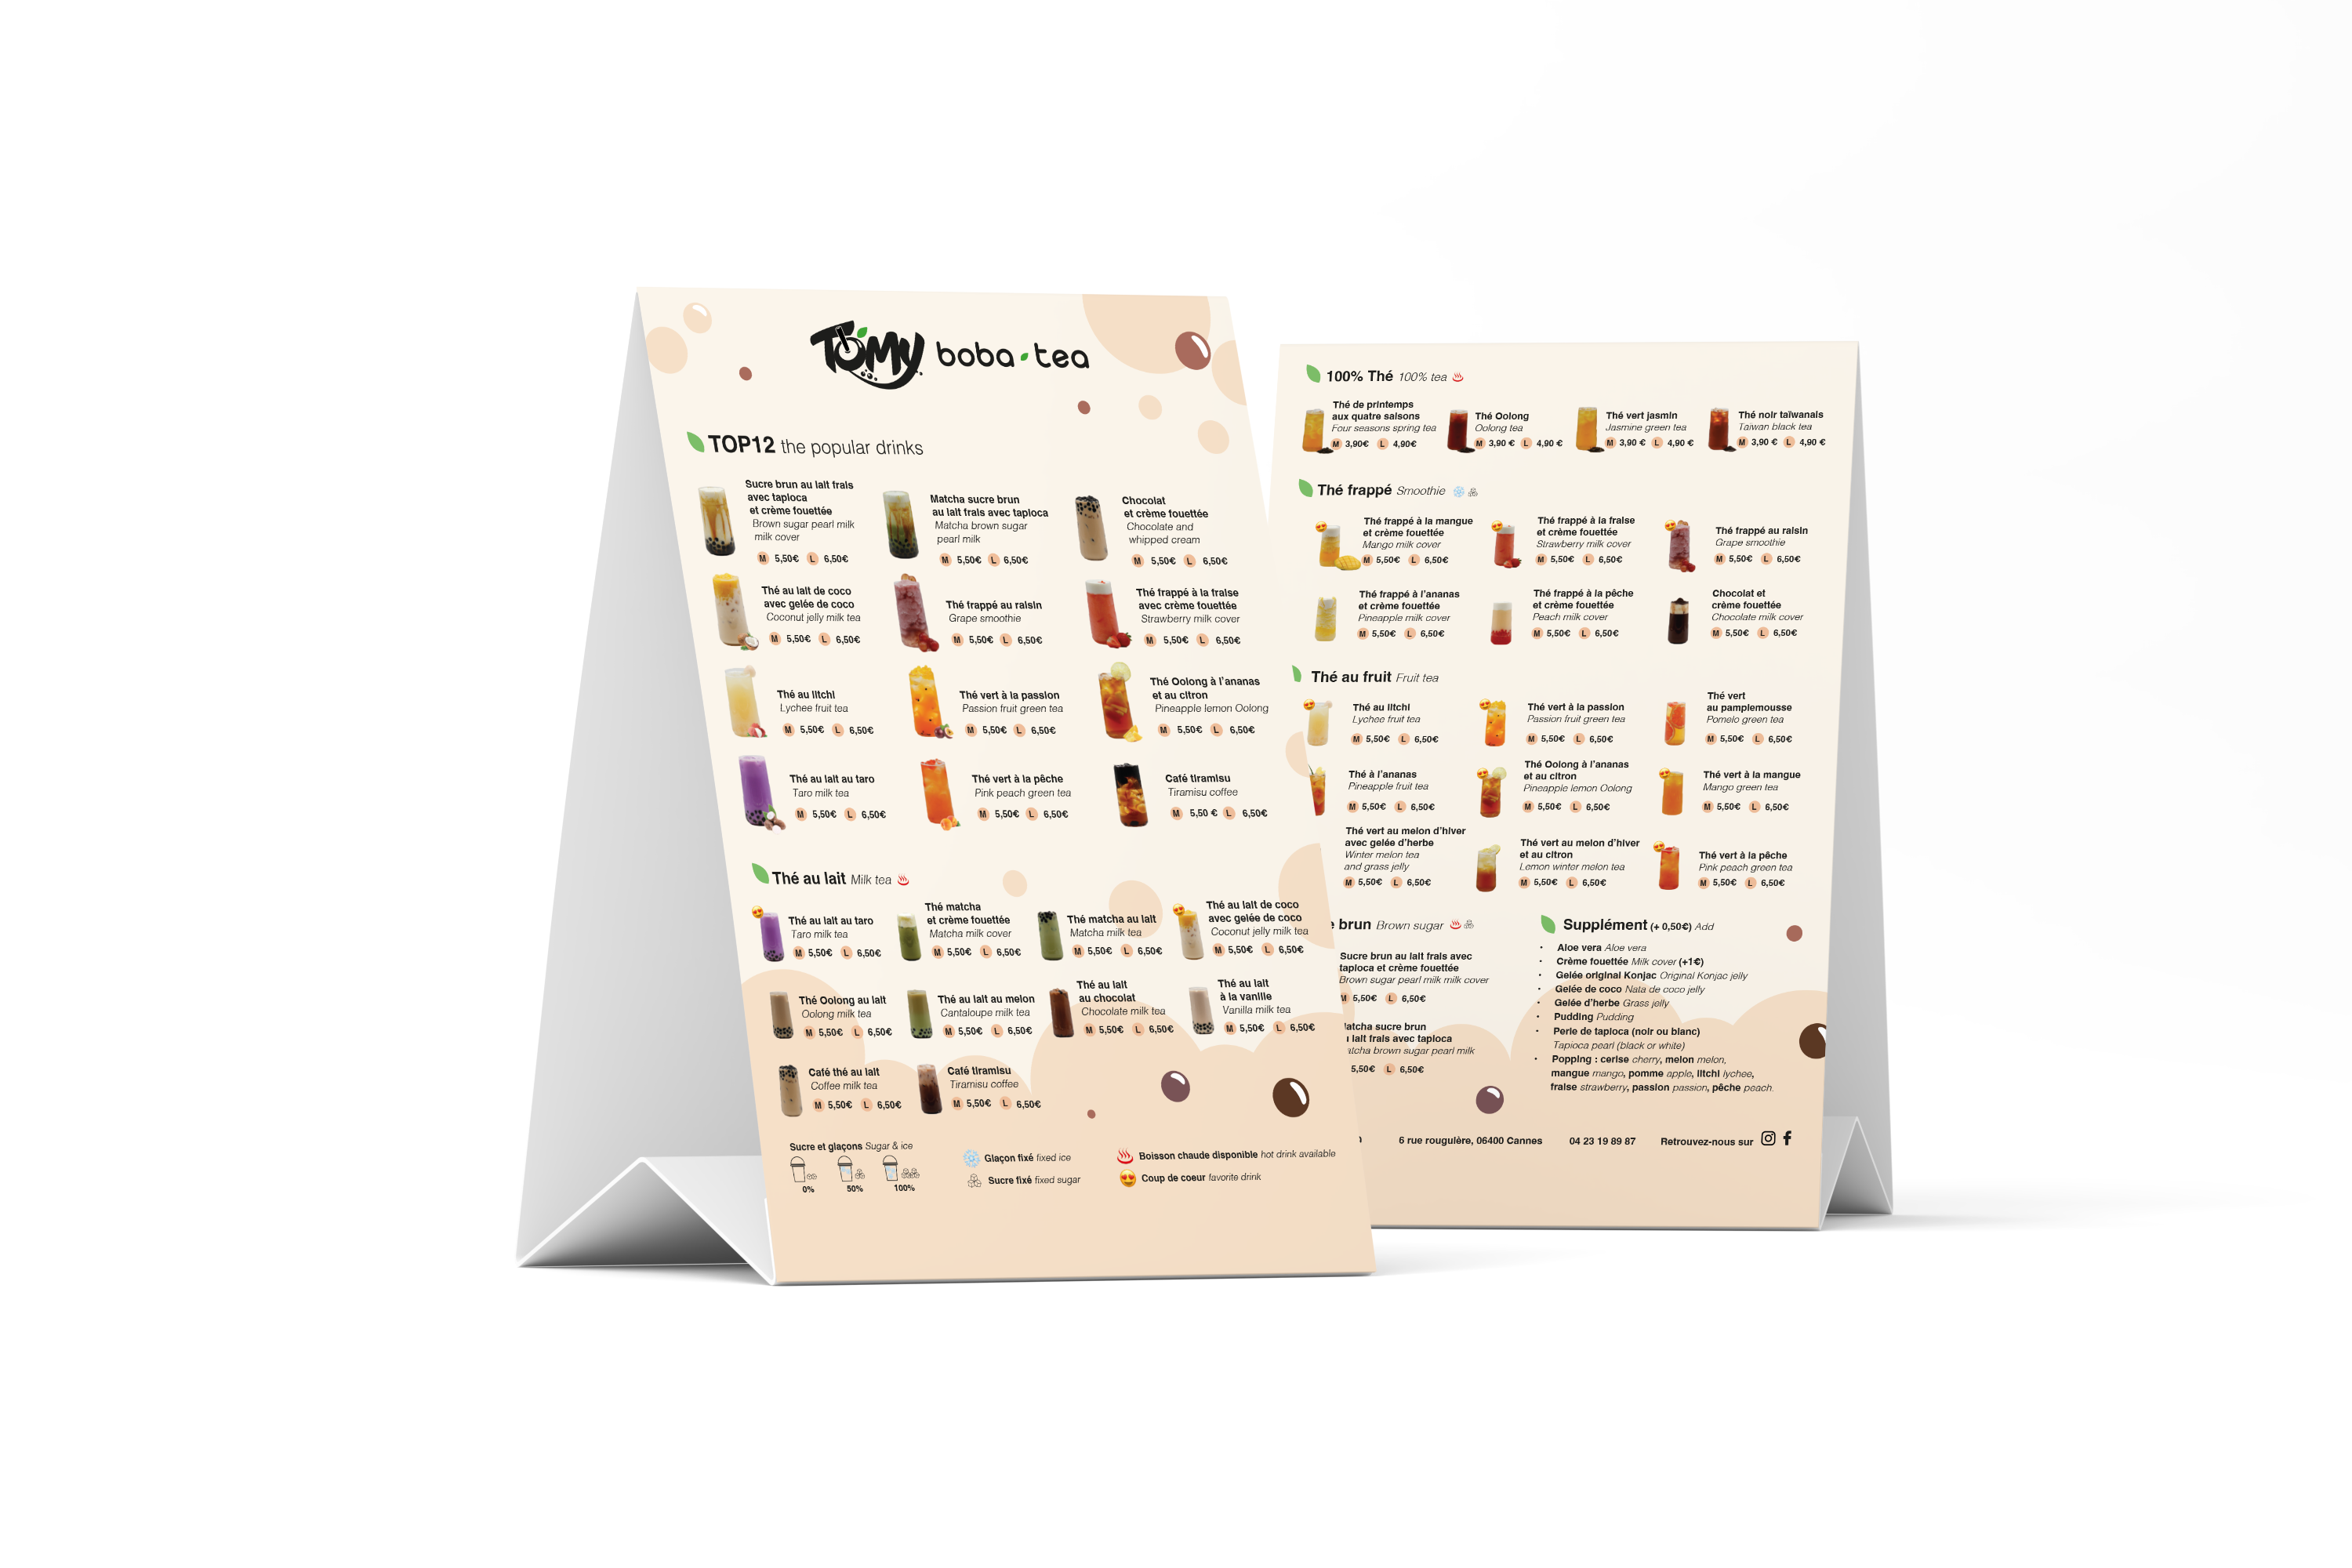 TOMY boba tea
TOP12 the popular drinks
Sucre brun au lait frais
avec tapioca
et crème fouettée
Brown sugar pearl milk
milk cover
M 5,50€ L 6,50€
Matcha sucre brun
au lait frais avec tapioca
Matcha brown sugar
pearl milk
M 5,50€ L 6,50€
Chocolat
et crème fouettée
Chocolate and
whipped cream
M 5,50€ L 6,50€
Thé au lait de coco
avec gelée de coco
Coconut jelly milk tea
M 5,50€ L 6,50€
Thé frappé au raisin
Grape smoothie
M 5,50€ L 6,50€
Thé frappé à la fraise
avec crème fouettée
Strawberry milk cover
M 5,50€ L 6,50€
Thé au litchi
Lychee fruit tea
M 5,50€ L 6,50€
Thé vert à la passion
Passion fruit green tea
M 5,50€ L 6,50€
Thé Oolong à l'ananas
et au citron
Pineapple lemon Oolong
M 5,50€ L 6,50€
Thé au lait au taro
Taro milk tea
M 5,50€ L 6,50€
Thé vert à la pêche
Pink peach green tea
M 5,50€ L 6,50€
Café tiramisu
Tiramisu coffee
M 5,50 € L 6,50€
Thé au lait Milk tea
Thé au lait au taro
Taro milk tea
M 5,50€ L 6,50€
Thé matcha
et crème fouettée
Matcha milk cover
M 5,50€ L 6,50€
Thé matcha au lait
Matcha milk tea
M 5,50€ L 6,50€
Thé au lait de coco
avec gelée de coco
Coconut jelly milk tea
M 5,50€ L 6,50€
Thé Oolong au lait
Oolong milk tea
M 5,50€ L 6,50€
Thé au lait au melon
Cantaloupe milk tea
M 5,50€ L 6,50€
Thé au lait
au chocolat
Chocolate milk tea
M 5,50€ L 6,50€
Thé au lait
à la vanille
Vanilla milk tea
M 5,50€ L 6,50€
Café thé au lait
Coffee milk tea
M 5,50€ L 6,50€
Café tiramisu
Tiramisu coffee
M 5,50€ L 6,50€
Sucre et glaçons Sugar & ice
0% 50% 100%
Glaçon fixé fixed ice
Sucre fixé fixed sugar
Boisson chaude disponible hot drink available
Coup de coeur favorite drink
100% Thé 100% tea
Thé de printemps
aux quatre saisons
Four seasons spring tea
M 3,90€ L 4,90€
Thé Oolong
Oolong tea
M 3,90 € L 4,90 €
Thé vert jasmin
Jasmine green tea
M 3,90 € L 4,90 €
Thé noir taïwanais
Taiwan black tea
M 3,90 € L 4,90 €
Thé frappé Smoothie
Thé frappé à la mangue
et crème fouettée
Mango milk cover
M 5,50€ L 6,50€
Thé frappé à la fraise
et crème fouettée
Strawberry milk cover
M 5,50€ L 6,50€
Thé frappé au raisin
Grape smoothie
M 5,50€ L 6,50€
Thé frappé à l'ananas
et crème fouettée
Pineapple milk cover
M 5,50€ L 6,50€
Thé frappé à la pêche
et crème fouettée
Peach milk cover
M 5,50€ L 6,50€
Chocolat et
crème fouettée
Chocolate milk cover
M 5,50€ L 6,50€
Thé au fruit Fruit tea
Thé au litchi
Lychee fruit tea
M 5,50€ L 6,50€
Thé vert à la passion
Passion fruit green tea
M 5,50€ L 6,50€
Thé vert
au pamplemousse
Pomelo green tea
M 5,50€ L 6,50€
Thé à l'ananas
Pineapple fruit tea
M 5,50€ L 6,50€
Thé Oolong à l'ananas
et au citron
Pineapple lemon Oolong
M 5,50€ L 6,50€
Thé vert à la mangue
Mango green tea
M 5,50€ L 6,50€
Thé vert au melon d'hiver
avec gelée d'herbe
Winter melon tea
and grass jelly
M 5,50€ L 6,50€
Thé vert au melon d'hiver
et au citron
Lemon winter melon tea
M 5,50€ L 6,50€
Thé vert à la pêche
Pink peach green tea
M 5,50€ L 6,50€
brun Brown sugar
Sucre brun au lait frais avec
tapioca et crème fouettée
Brown sugar pearl milk milk cover
M 5,50€ L 6,50€
sucre brun
lait frais avec tapioca
brown sugar pearl milk
5,50€ L 6,50€
Supplément (+ 0,50€) Add
• Aloe vera Aloe vera
• Crème fouettée Milk cover (+1€)
• Gelée original Konjac Original Konjac jelly
• Gelée de coco Nata de coco jelly
• Gelée d'herbe Grass jelly
• Pudding Pudding
• Perle de tapioca (noir ou blanc)
Tapioca pearl (black or white)
• Popping : cerise cherry, melon melon,
mangue mango, pomme apple, litchi lychee,
fraise strawberry, passion passion, pêche peach.
6 rue rouguière, 06400 Cannes 04 23 19 89 87 Retrouvez-nous sur